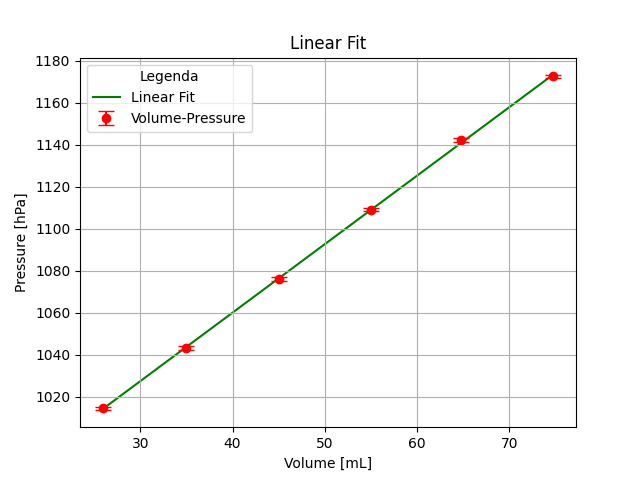 Linear Fit
Legenda
Linear Fit
Volume-Pressure
Pressure [hPa]
1180
1160
1140
1120
1100
1080
1060
1040
1020
30 40 50 60 70
Volume [mL]